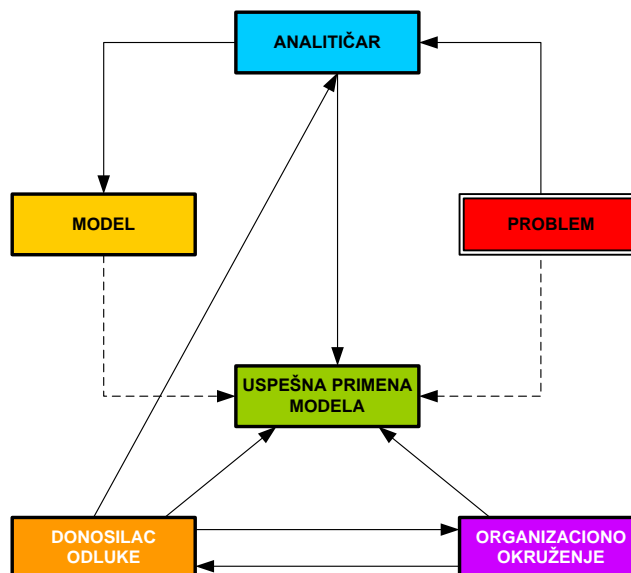 ANALITIČAR
MODEL
PROBLEM
USPEŠNA PRIMENA
MODELA
DONOSILAC
ODLUKE
ORGANIZACIONO
OKRUŽENJE